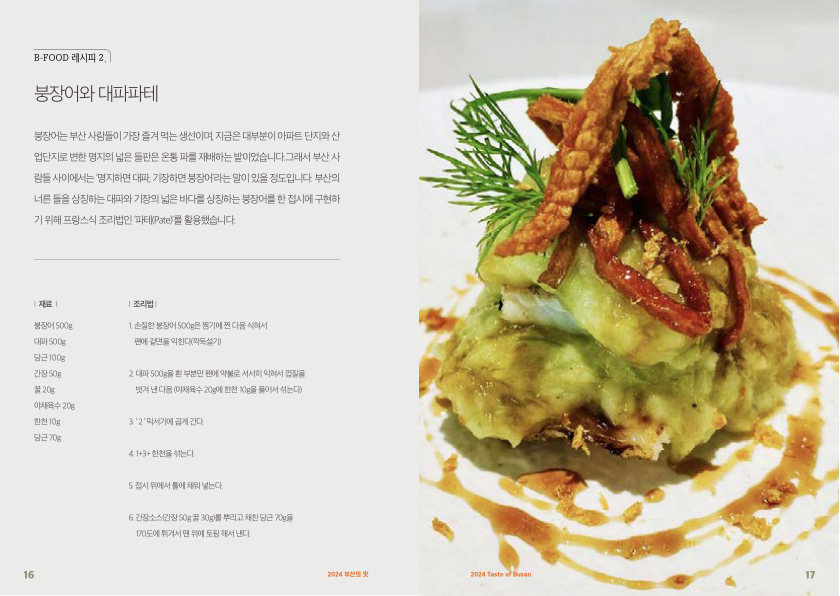 B-FOOD 레시피 2.
붕장어와 대파파테
붕장어는 부산 사람들이 가장 즐겨 먹는 생선이며, 지금은 대부분이 아파트 단지와 산
업단지로 변한 명지의 넓은 들판은 온통 파를 재배하는 밭이었습니다.그래서 부산 사
람들 사이에서는 '명지하면 대파, 기장하면 붕장어'라는 말이 있을 정도입니다. 부산의
너른 들을 상징하는 대파와 기장의 넓은 바다를 상징하는 붕장어를 한 접시에 구현하
기 위해 프랑스식 조리법인 '파테(Pate)'를 활용했습니다.
| 재료 |
붕장어 500g
대파 500g
당근 100g
간장 50g
꿀 20g
야채육수 20g
한천 10g
당근 70g
| 조리법 |
1. 손질한 붕장어 500g은 찜기에 찐 다음 식혀서
팬에 겉면을 익힌다(깍둑썰기)
2. 대파 500g을 흰 부분만 팬에 약불로 서서히 익혀서 껍질을
벗겨 낸 다음 (야채육수 20g에 한천 10g을 풀어서 섞는다)
3. ' 2 ' 믹서기에 곱게 간다.
4. 1+3+ 한천을 섞는다.
5. 접시 위에서 틀에 채워 넣는다.
6. 간장소스(간장 50g 꿀 30g)를 뿌리고 채친 당근 70g을
170도에 튀겨서 맨 위에 토핑 해서 낸다.
16
2024 부산의 맛
2024 Taste of Busan
17